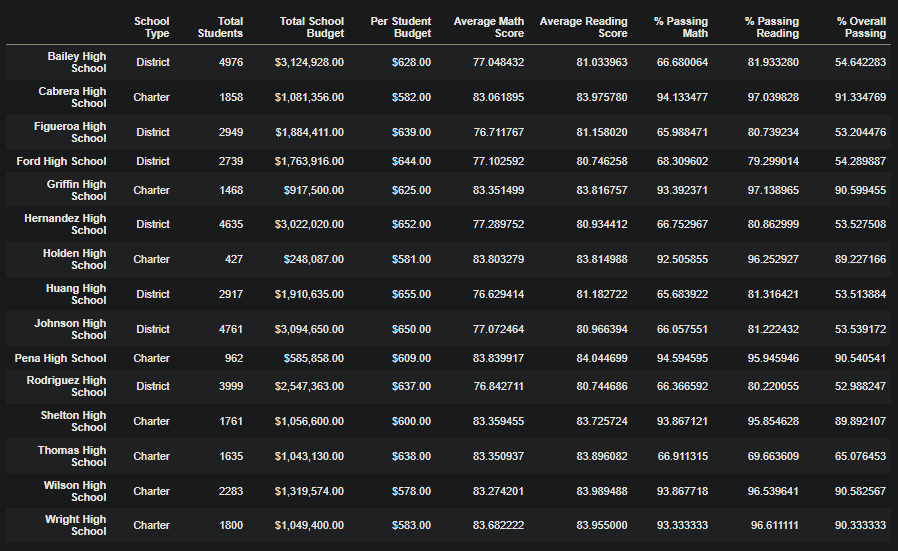 School Type Total Students Total School Budget Per Student Budget Average Math Score Average Reading Score % Passing Math % Passing Reading % Overall Passing
Bailey High School District 4976 $3,124,928.00 $628.00 77.048432 81.033963 66.680064 81.933280 54.642283
Cabrera High School Charter 1858 $1,081,356.00 $582.00 83.061895 83.975780 94.133477 97.039828 91.334769
Figueroa High School District 2949 $1,884,411.00 $639.00 76.711767 81.158020 65.988471 80.739234 53.204476
Ford High School District 2739 $1,763,916.00 $644.00 77.102592 80.746258 68.309602 79.299014 54.289887
Griffin High School Charter 1468 $917,500.00 $625.00 83.351499 83.816757 93.392371 97.138965 90.599455
Hernandez High School District 4635 $3,022,020.00 $652.00 77.289752 80.934412 66.752967 80.862999 53.527508
Holden High School Charter 427 $248,087.00 $581.00 83.803279 83.814988 92.505855 96.252927 89.227166
Huang High School District 2917 $1,910,635.00 $655.00 76.629414 81.182722 65.683922 81.316421 53.513884
Johnson High School District 4761 $3,094,650.00 $650.00 77.072464 80.966394 66.057551 81.222432 53.539172
Pena High School Charter 962 $585,858.00 $609.00 83.839917 84.044699 94.594595 95.945946 90.540541
Rodriguez High School District 3999 $2,547,363.00 $637.00 76.842711 80.744686 66.366592 80.220055 52.988247
Shelton High School Charter 1761 $1,056,600.00 $600.00 83.359455 83.725724 93.867121 95.854628 89.892107
Thomas High School Charter 1635 $1,043,130.00 $638.00 83.350937 83.896082 66.911315 69.663609 65.076453
Wilson High School Charter 2283 $1,319,574.00 $578.00 83.274201 83.989488 93.867718 96.539641 90.582567
Wright High School Charter 1800 $1,049,400.00 $583.00 83.682222 83.955000 93.333333 96.611111 90.333333